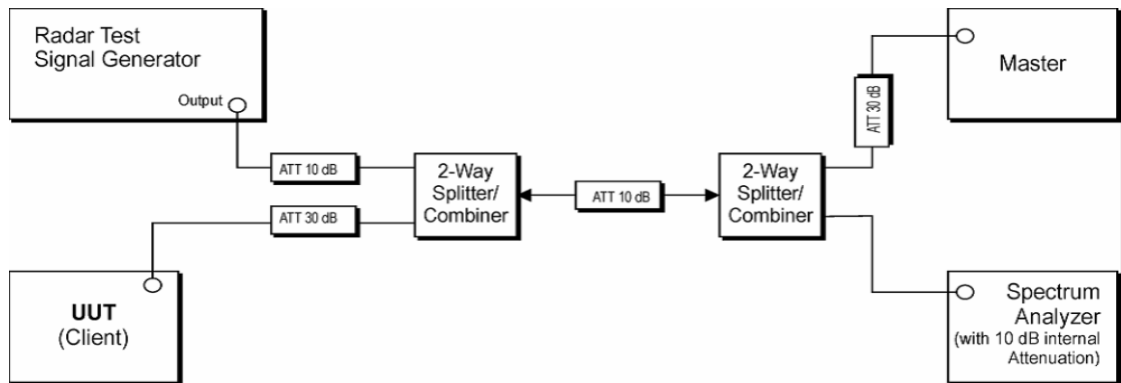 Radar Test
Signal Generator
Output
Master
ATT 30 dB
ATT 10 dB
2-Way
Splitter/
Combiner
ATT 10 dB
2-Way
Splitter/
Combiner
ATT 30 dB
UUT
(Client)
Spectrum
Analyzer
(with 10 dB internal
Attenuation)